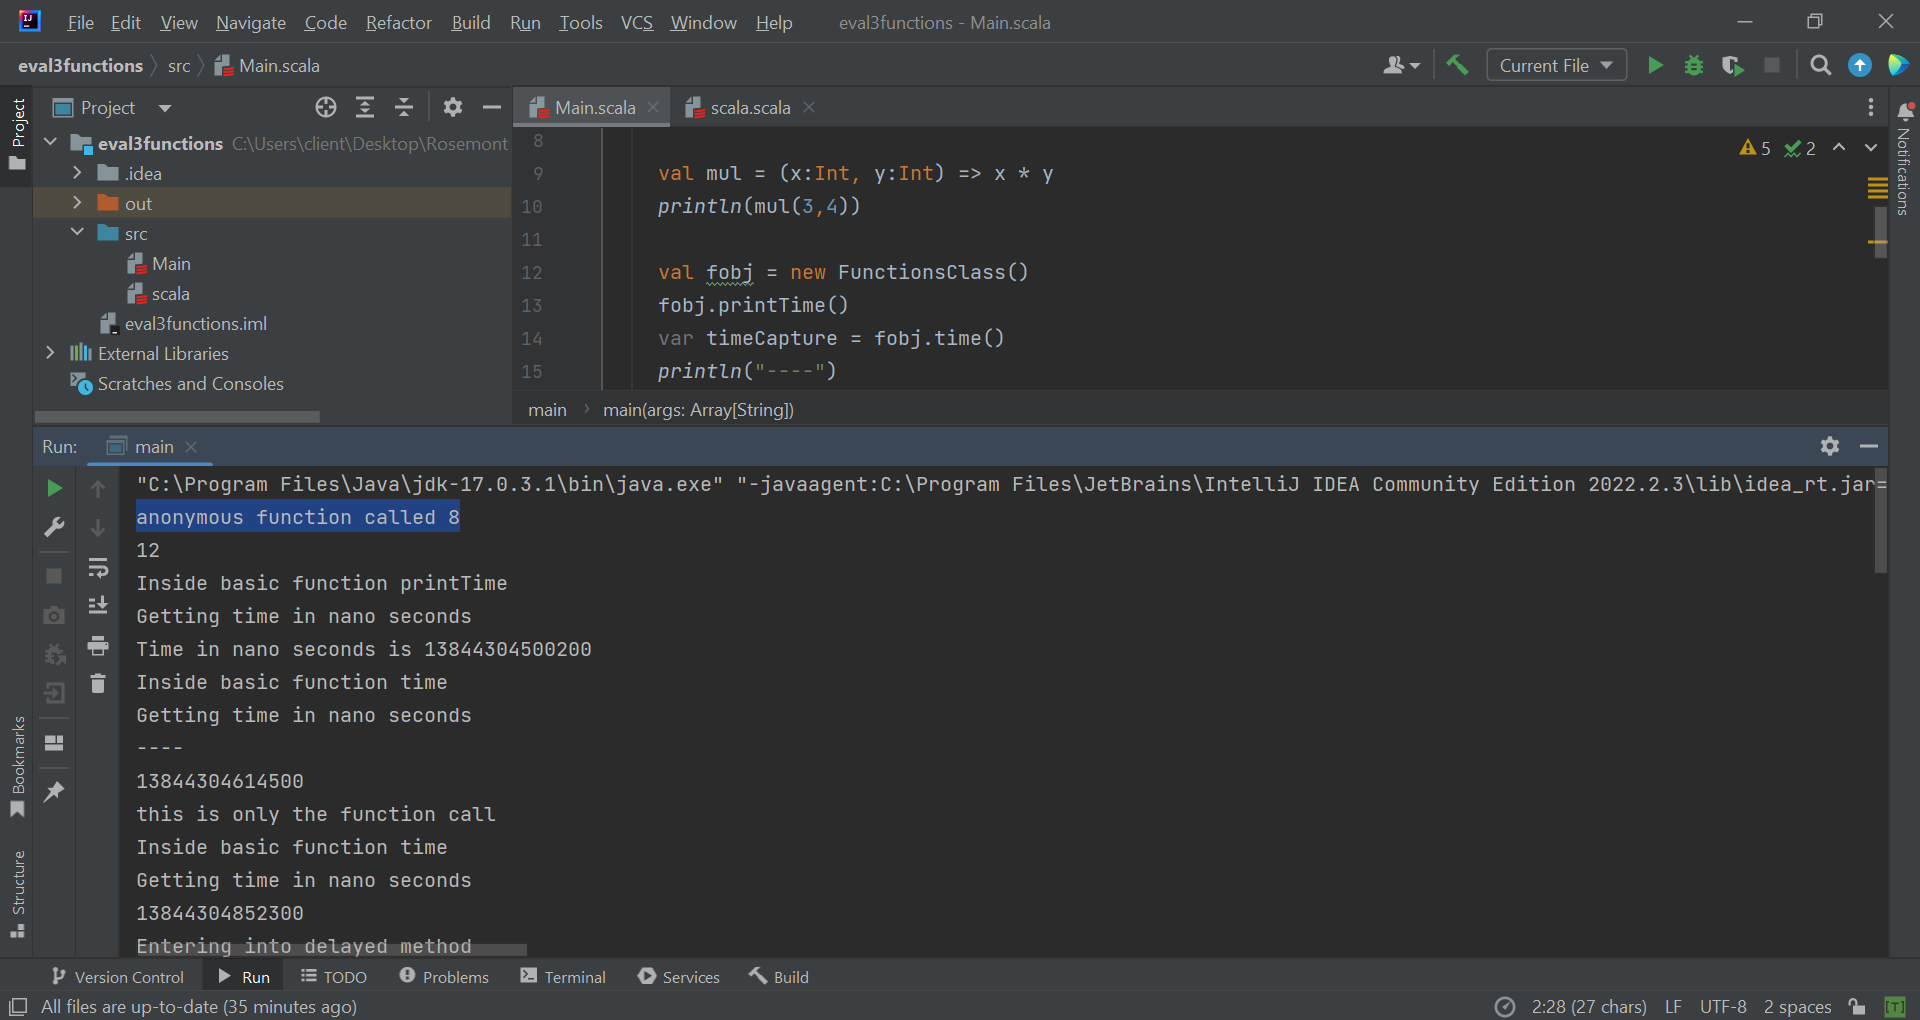 File Edit View Navigate Code Refactor Build Run Tools VCS Window Help eval3functions - Main.scala
eval3functions src Main.scala
Current File
Project
Project
Main.scala
scala.scala
eval3functions C:\Users\client\Desktop\Rosemont
.idea
out
src
Main
scala
eval3functions.iml
External Libraries
Scratches and Consoles
8
9 val mul = (x:Int, y:Int) => x * y
10 println(mul(3,4))
11
12 val fobj = new FunctionsClass()
13 fobj.printTime()
14 var timeCapture = fobj.time()
15 println("----")
5 2
Notifications
main main(args: Array[String])
Run: main
"C:\Program Files\Java\jdk-17.0.3.1\bin\java.exe" "-javaagent:C:\Program Files\JetBrains\IntelliJ IDEA Community Edition 2022.2.3\lib\idea_rt.jar=
anonymous function called 8
12
Inside basic function printTime
Getting time in nano seconds
Time in nano seconds is 13844304500200
Inside basic function time
Getting time in nano seconds
----
13844304614500
this is only the function call
Inside basic function time
Getting time in nano seconds
13844304852300
Entering into delayed method
Bookmarks
Structure
Version Control Run TODO Problems Terminal Services Build
All files are up-to-date (35 minutes ago)
2:28 (27 chars) LF UTF-8 2 spaces [T]